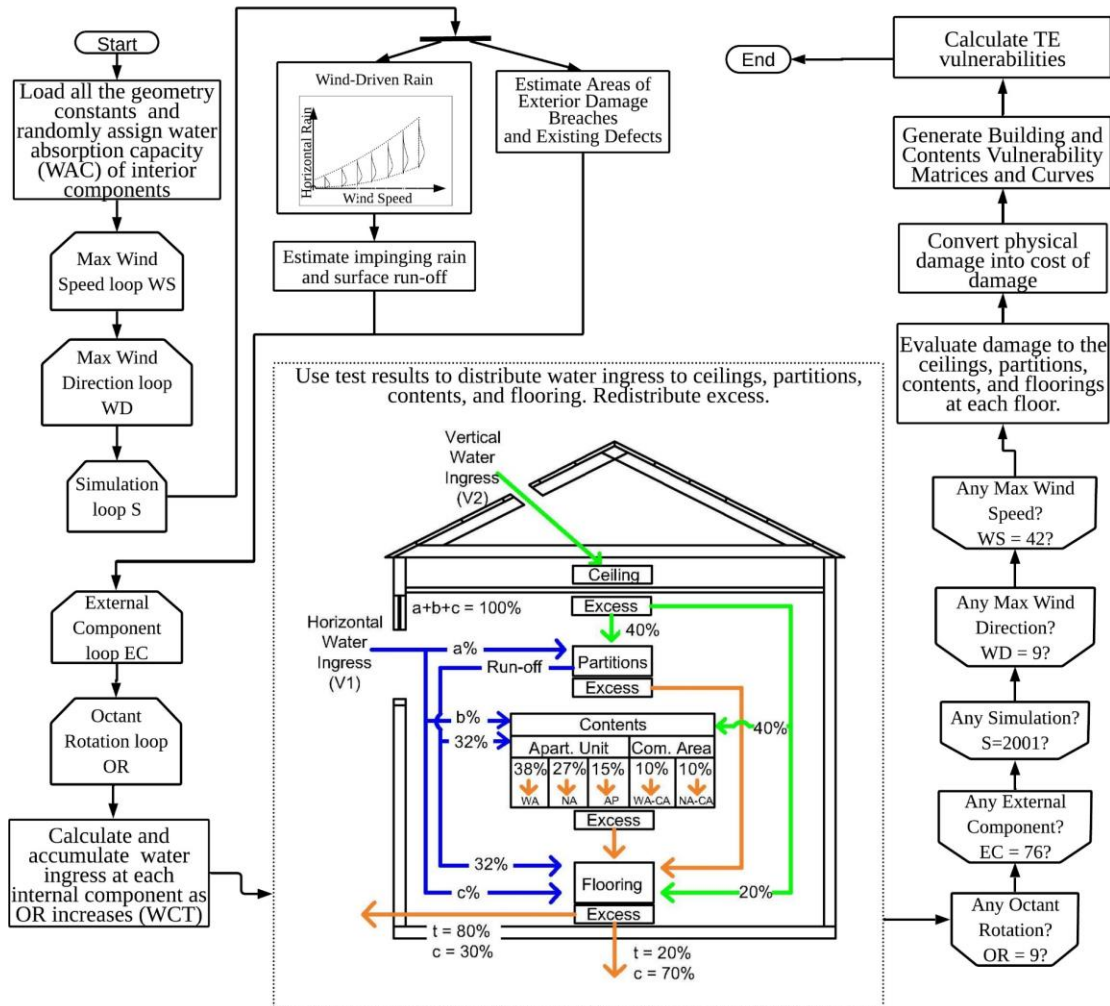 Start
Load all the geometry
constants and
randomly assign water
absorption capacity
(WAC) of interior
components
Max Wind
Speed loop WS
Max Wind
Direction loop
WD
Simulation
loop S
Wind-Driven Rain
Horizontal Rain
Wind Speed
Estimate impinging rain
and surface run-off
Estimate Areas of
Exterior Damage
Breaches
and Existing Defects
External
Component
loop EC
Octant
Rotation loop
OR
Calculate and
accumulate water
ingress at each
internal component as
OR increases (WCT)
Use test results to distribute water ingress to ceilings, partitions,
contents, and flooring. Redistribute excess.
Vertical
Water
Ingress
(V2)
Ceiling
Excess
a+b+c = 100%
40%
Horizontal
Water
Ingress
(V1)
a%
Run-off
Partitions
Excess
b%
32%
40%
Contents
Apart. Unit
Com. Area
38% 27% 15% 10% 10%
WA NA AP WA-CA NA-CA
Excess
32%
c%
Flooring
20%
Excess
t = 80%
c = 30%
t = 20%
c = 70%
Any Octant
Rotation?
OR = 9?
Any External
Component?
EC = 76?
Any Simulation?
S=2001?
Any Max Wind
Direction?
WD = 9?
Any Max Wind
Speed?
WS = 42?
Evaluate damage to the
ceilings, partitions,
contents, and floorings
at each floor.
Convert physical
damage into cost of
damage
Generate Building and
Contents Vulnerability
Matrices and Curves
Calculate TE
vulnerabilities
End